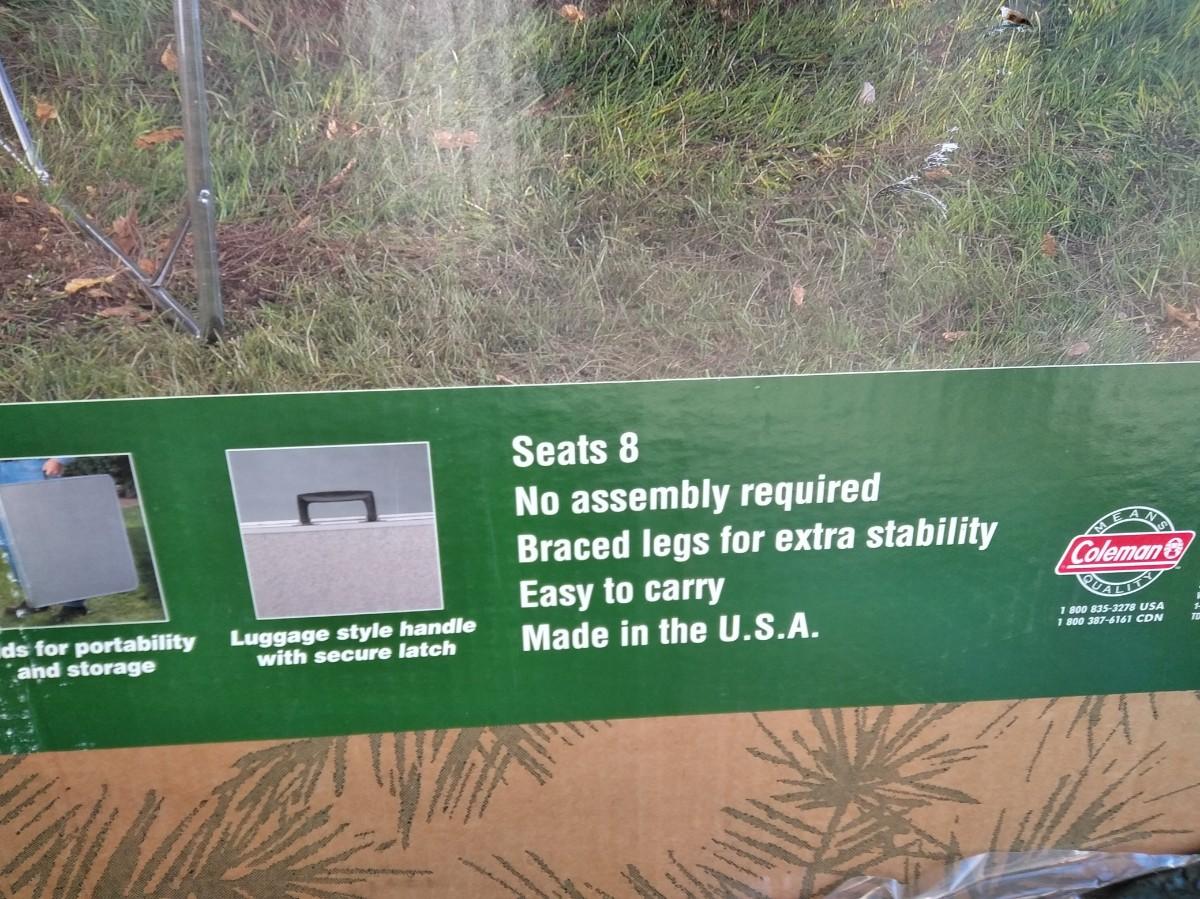 Seats 8
No assembly required
Braced legs for extra stability
Easy to carry
Made in the U.S.A.
ds for portability
and storage
Luggage style handle
with secure latch
MEANS
Coleman
QUALITY
1 800 835-3278 USA
1 800 387-6161 CDN